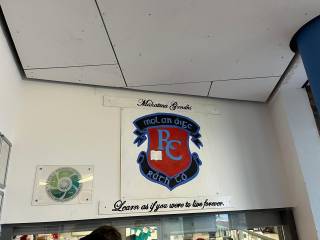 Mahatma Gandhi
mol an óige
PC
Learn as if you were to live forever.